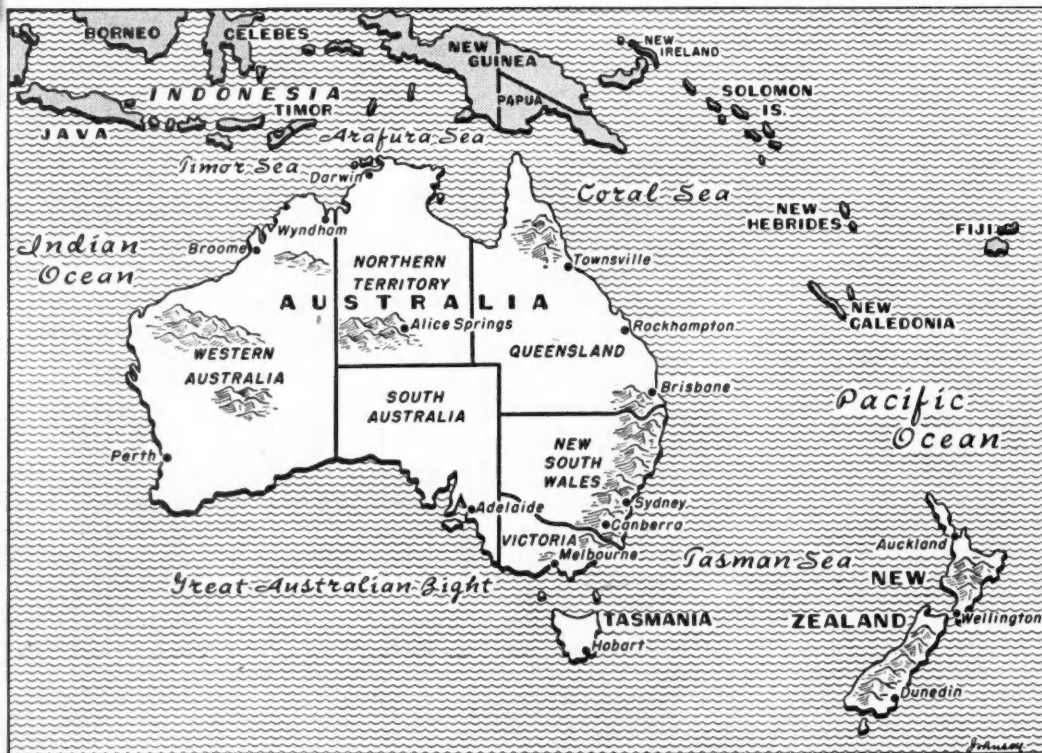 BORNEO
CELEBES
NEW
GUINEA
NEW
IRELAND
PAPUA
SOLOMON
IS.
INDONESIA
TIMOR
JAVA
Arafura Sea
Timor Sea
Darwin
Coral Sea
NEW
HEBRIDES
FIJI
Indian
Ocean
Wyndham
Broome
NORTHERN
TERRITORY
Townsville
AUSTRALIA
NEW
CALEDONIA
Alice Springs
Rockhampton
WESTERN
AUSTRALIA
QUEENSLAND
SOUTH
AUSTRALIA
Brisbane
Pacific
Ocean
Perth
NEW
SOUTH
WALES
Adelaide
Sydney
Canberra
VICTORIA
Melbourne
Great Australian Bight
Tasman Sea
Auckland
NEW
ZEALAND
Wellington
TASMANIA
Hobart
Dunedin
Johnson